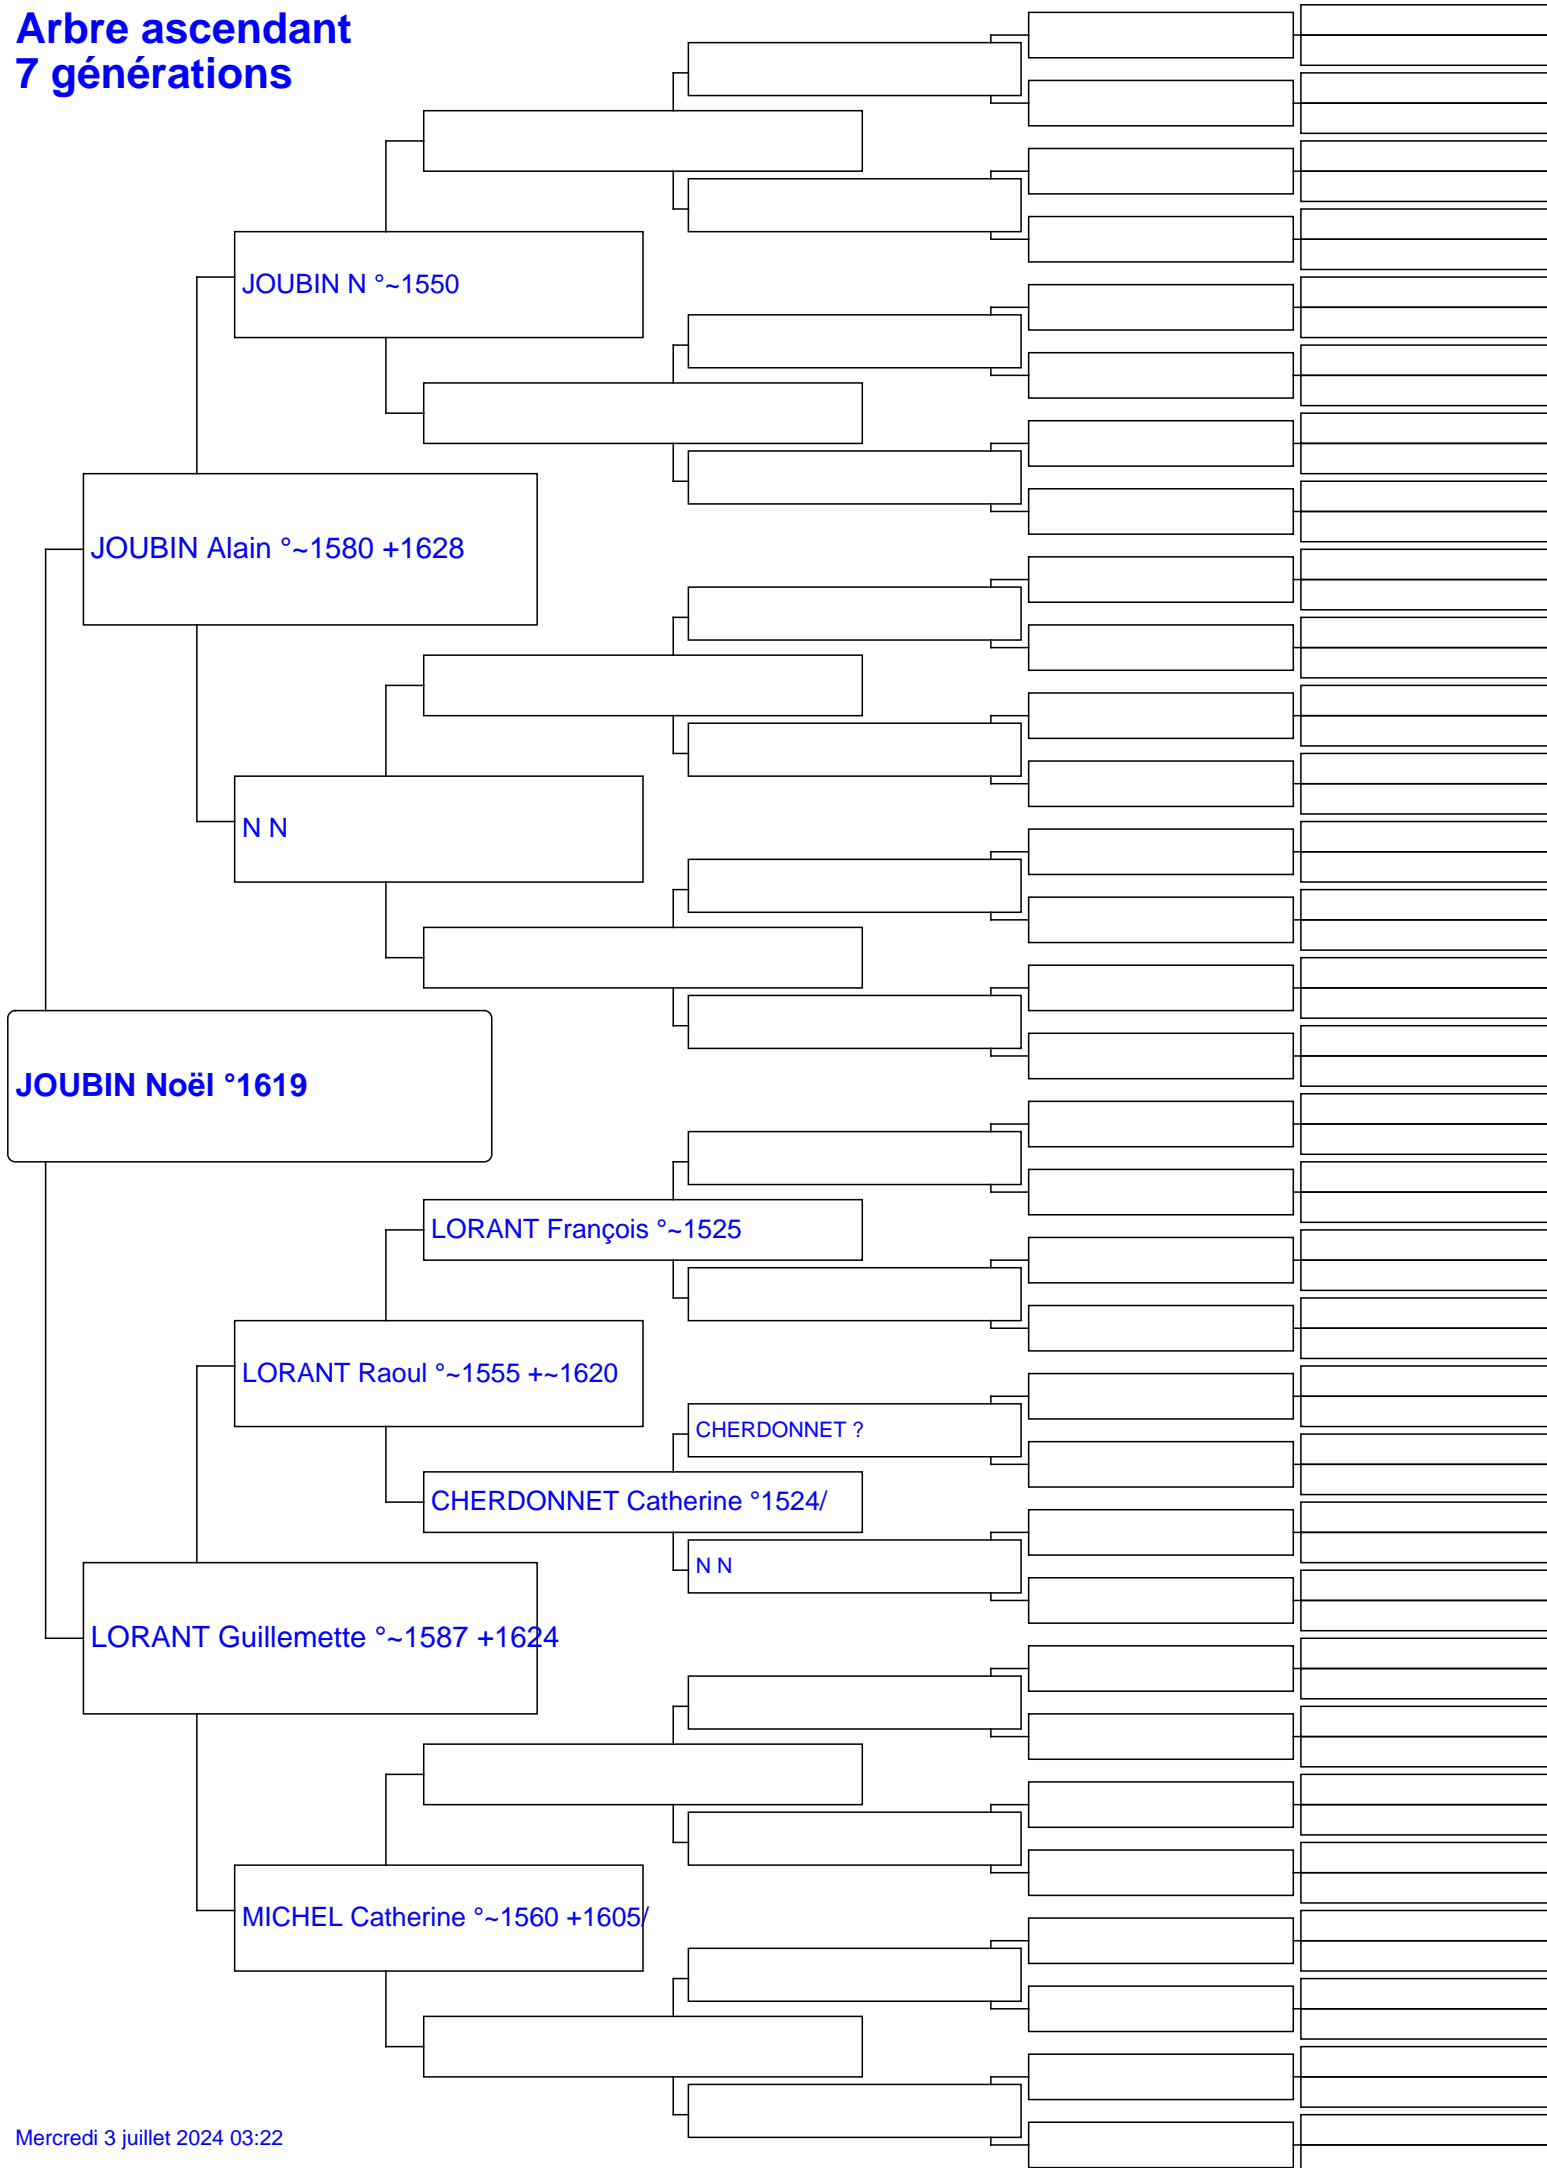 Arbre ascendant
7 générations
JOUBIN N °~1550
JOUBIN Alain °~1580 +1628
N N
JOUBIN Noël °1619
LORANT François °~1525
LORANT Raoul °~1555 +~1620
CHERDONNET ?
CHERDONNET Catherine °1524/
N N
LORANT Guillemette °~1587 +1624
MICHEL Catherine °~1560 +1605/
Mercredi 3 juillet 2024 03:22